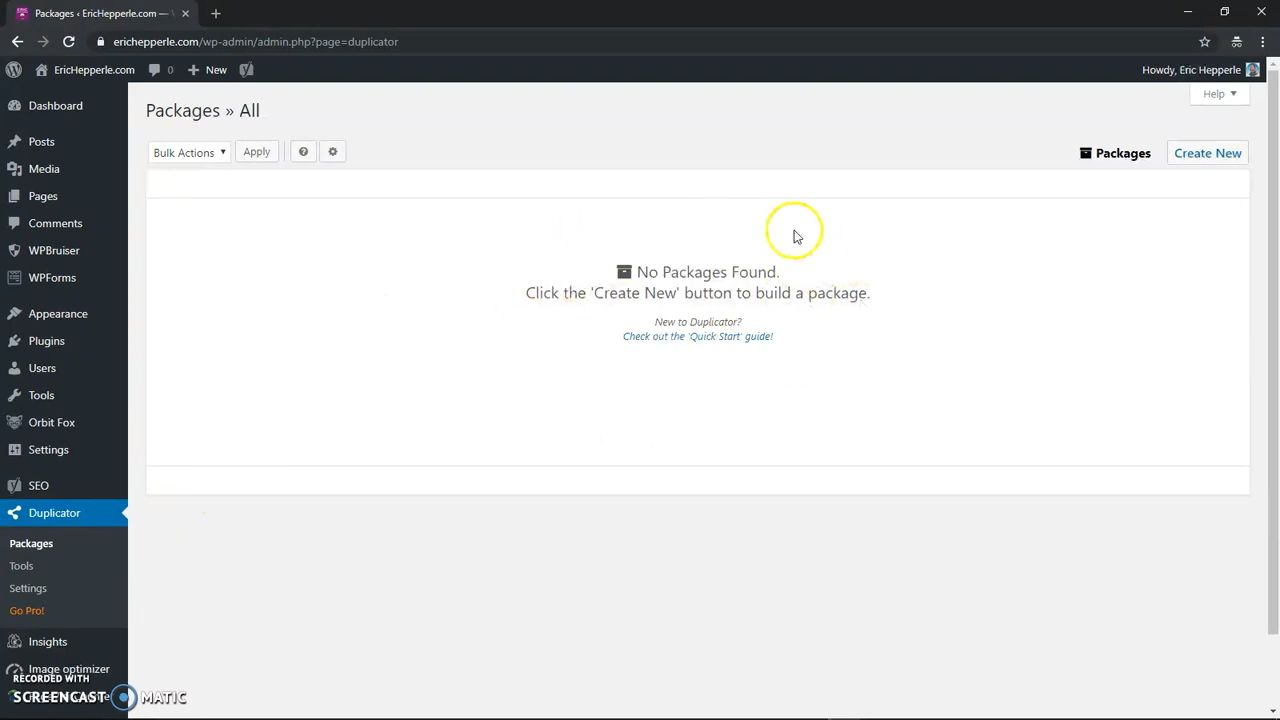 Packages ‹ EricHepperle.com —
erichepperle.com/wp-admin/admin.php?page=duplicator
EricHepperle.com 0 New Howdy, Eric Hepperle
Dashboard
Posts
Media
Pages
Comments
WPBruiser
WPForms
Appearance
Plugins
Users
Tools
Orbit Fox
Settings
SEO
Duplicator
Packages
Tools
Settings
Go Pro!
Insights
Image optimizer
Help
Packages » All
Bulk Actions Apply
Packages Create New
No Packages Found.
Click the 'Create New' button to build a package.
New to Duplicator?
Check out the 'Quick Start' guide!
RECORDED WITH
SCREENCAST MATIC